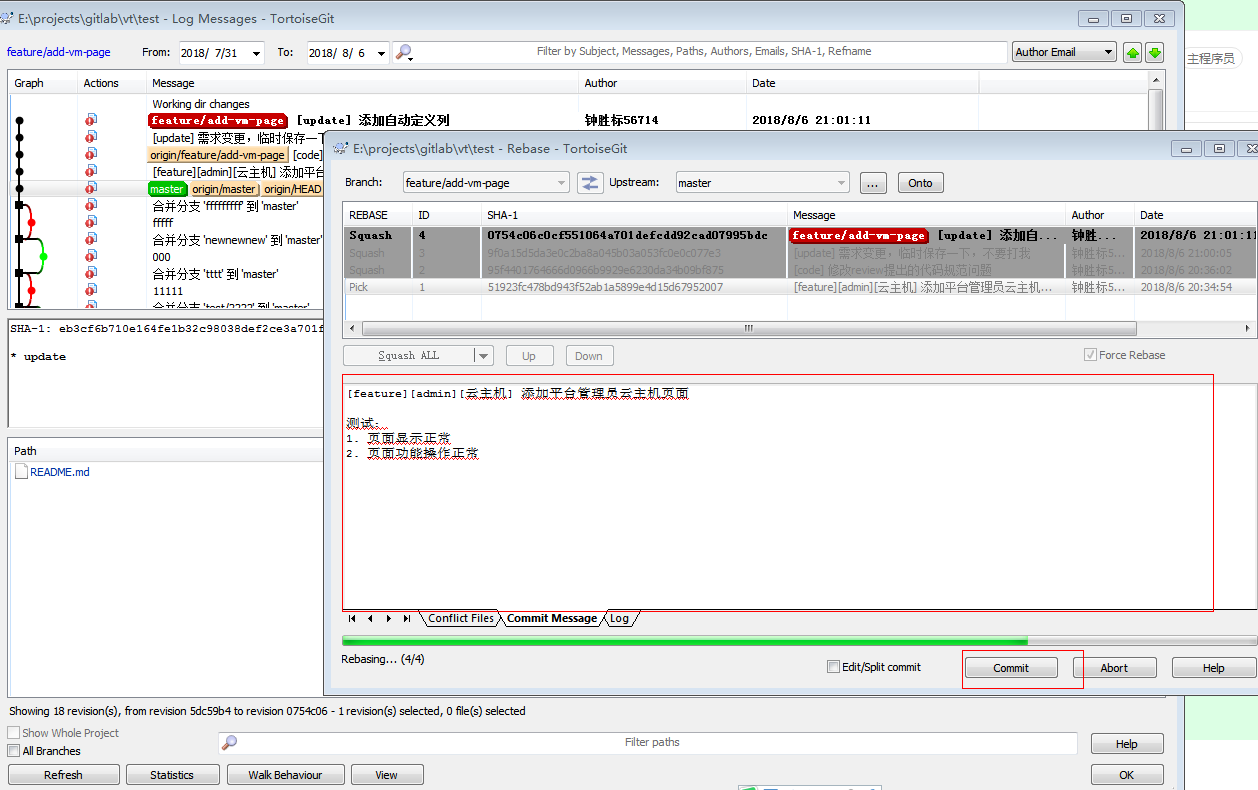 E:\projects\gitlab\vt\test - Log Messages - TortoiseGit
主程序员
feature/add-vm-page From: 2018/ 7/31 To: 2018/ 8/ 6 Filter by Subject, Messages, Paths, Authors, Emails, SHA-1, Refname Author Email
Graph Actions Message Author Date
Working dir changes
feature/add-vm-page [update] 添加自动定义列 钟胜标56714 2018/8/6 21:01:11
[update] 需求变更，临时保存一下
origin/feature/add-vm-page [code]
[feature][admin][云主机] 添加平台
master origin/master origin/HEAD
合并分支 'fffffffff' 到 'master'
fffff
合并分支 'newnewnew' 到 'master'
000
合并分支 'tttt' 到 'master'
11111
合并分支 'test/2222' 到 'master'
SHA-1: eb3cf6b710e164fe1b32c98038def2ce3a701f
* update
Path
README.md
E:\projects\gitlab\vt\test - Rebase - TortoiseGit
Branch: feature/add-vm-page Upstream: master ... Onto
REBASE ID SHA-1 Message Author Date
Squash 4 0754c06c0cf551064a701defcdd92cad07995bdc feature/add-vm-page [update] 添加自... 钟胜... 2018/8/6 21:01:11
Squash 3 9f0a15d5da3e0c2ba8a045b03a053fc0e0c077e3 [update] 需求变更，临时保存一下，不要打我 钟胜标5... 2018/8/6 21:00:05
Squash 2 95f4401764666d0966b9929e6230da34b09bf875 [code] 修改review提出的代码规范问题 钟胜标5... 2018/8/6 20:36:02
Pick 1 51923fc478bd943f52ab1a5899e4d15d67952007 [feature][admin][云主机] 添加平台管理员云主机... 钟胜标5... 2018/8/6 20:34:54
Squash ALL Up Down Force Rebase
[feature][admin][云主机] 添加平台管理员云主机页面
测试:
1. 页面显示正常
2. 页面功能操作正常
Conflict Files Commit Message Log
Rebasing... (4/4)
Edit/Split commit Commit Abort Help
Showing 18 revision(s), from revision 5dc59b4 to revision 0754c06 - 1 revision(s) selected, 0 file(s) selected
Show Whole Project
All Branches
Filter paths
Help
Refresh Statistics Walk Behaviour View OK